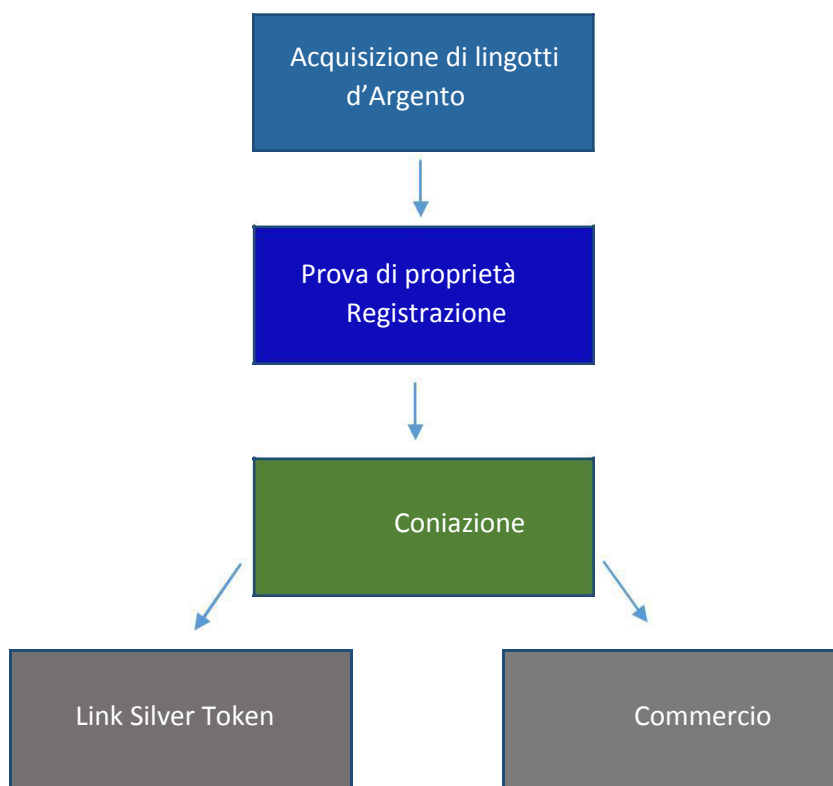 Acquisizione di lingotti
d’Argento
Prova di proprietà
Registrazione
Coniazione
Link Silver Token
Commercio